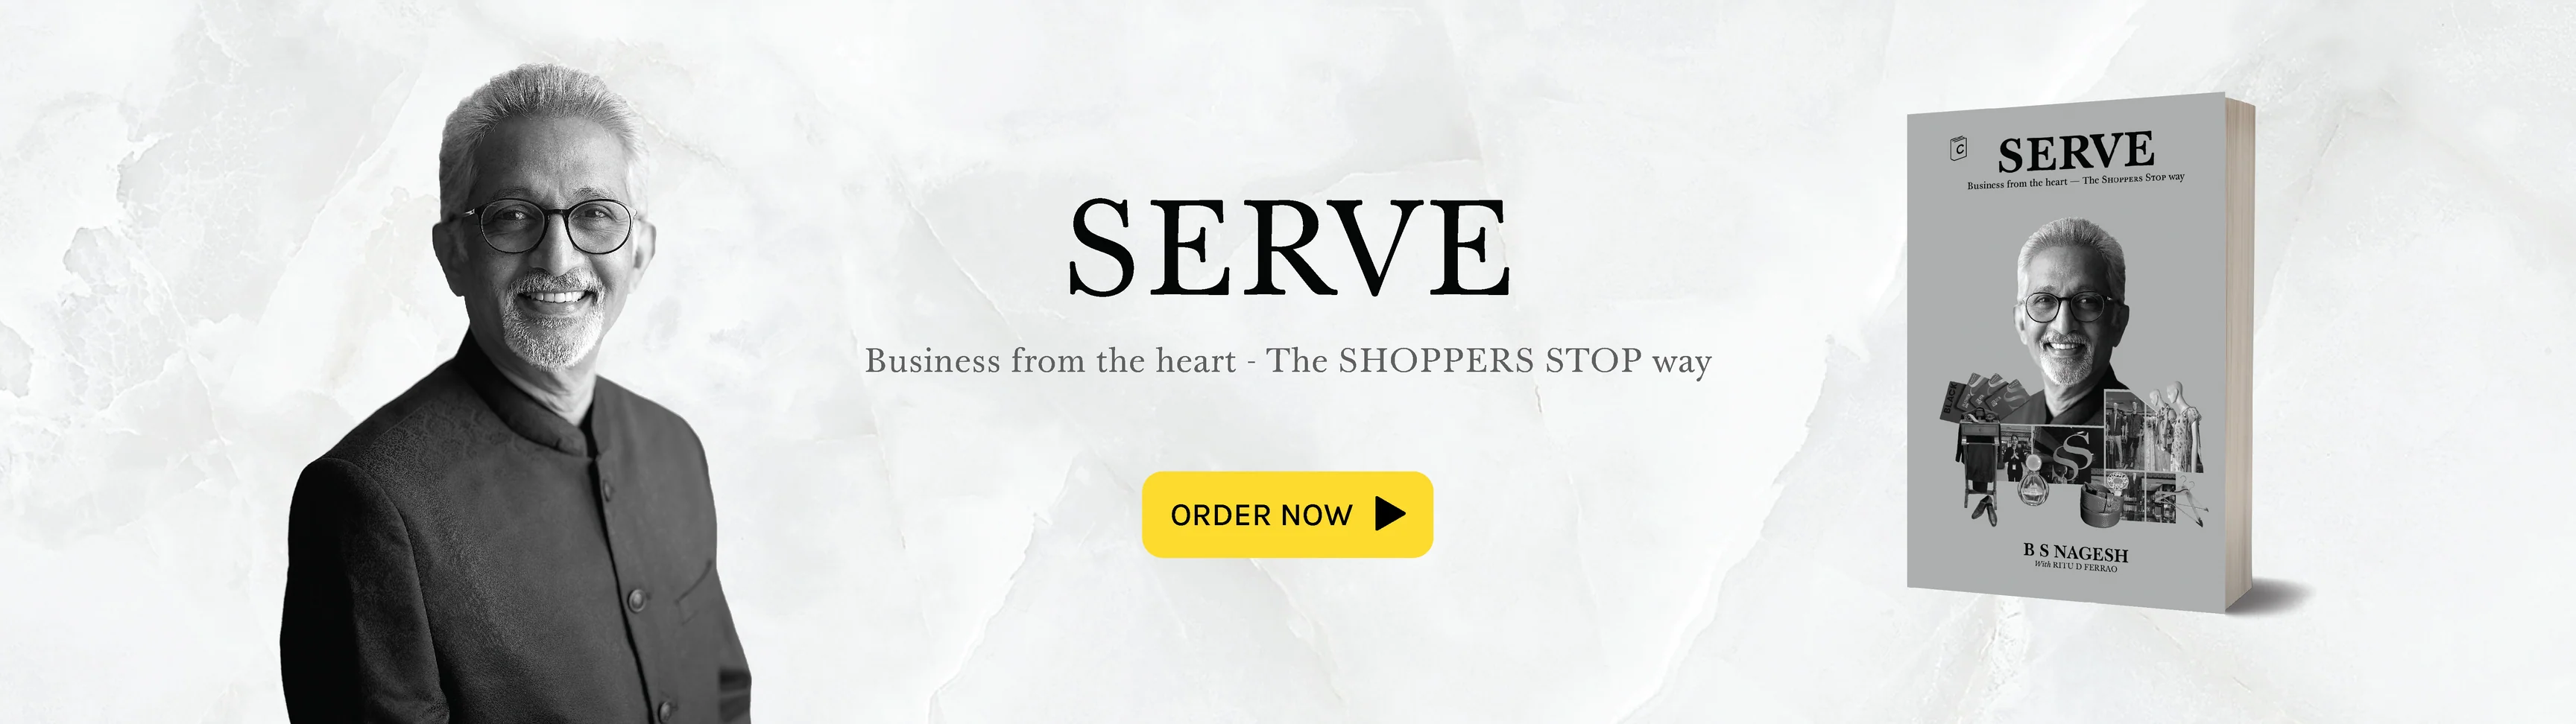 SERVE
Business from the heart - The SHOPPERS STOP way
ORDER NOW
C
SERVE
Business from the heart — The SHOPPERS STOP way
BLACK
B S NAGESH
With RITU D FERRAO